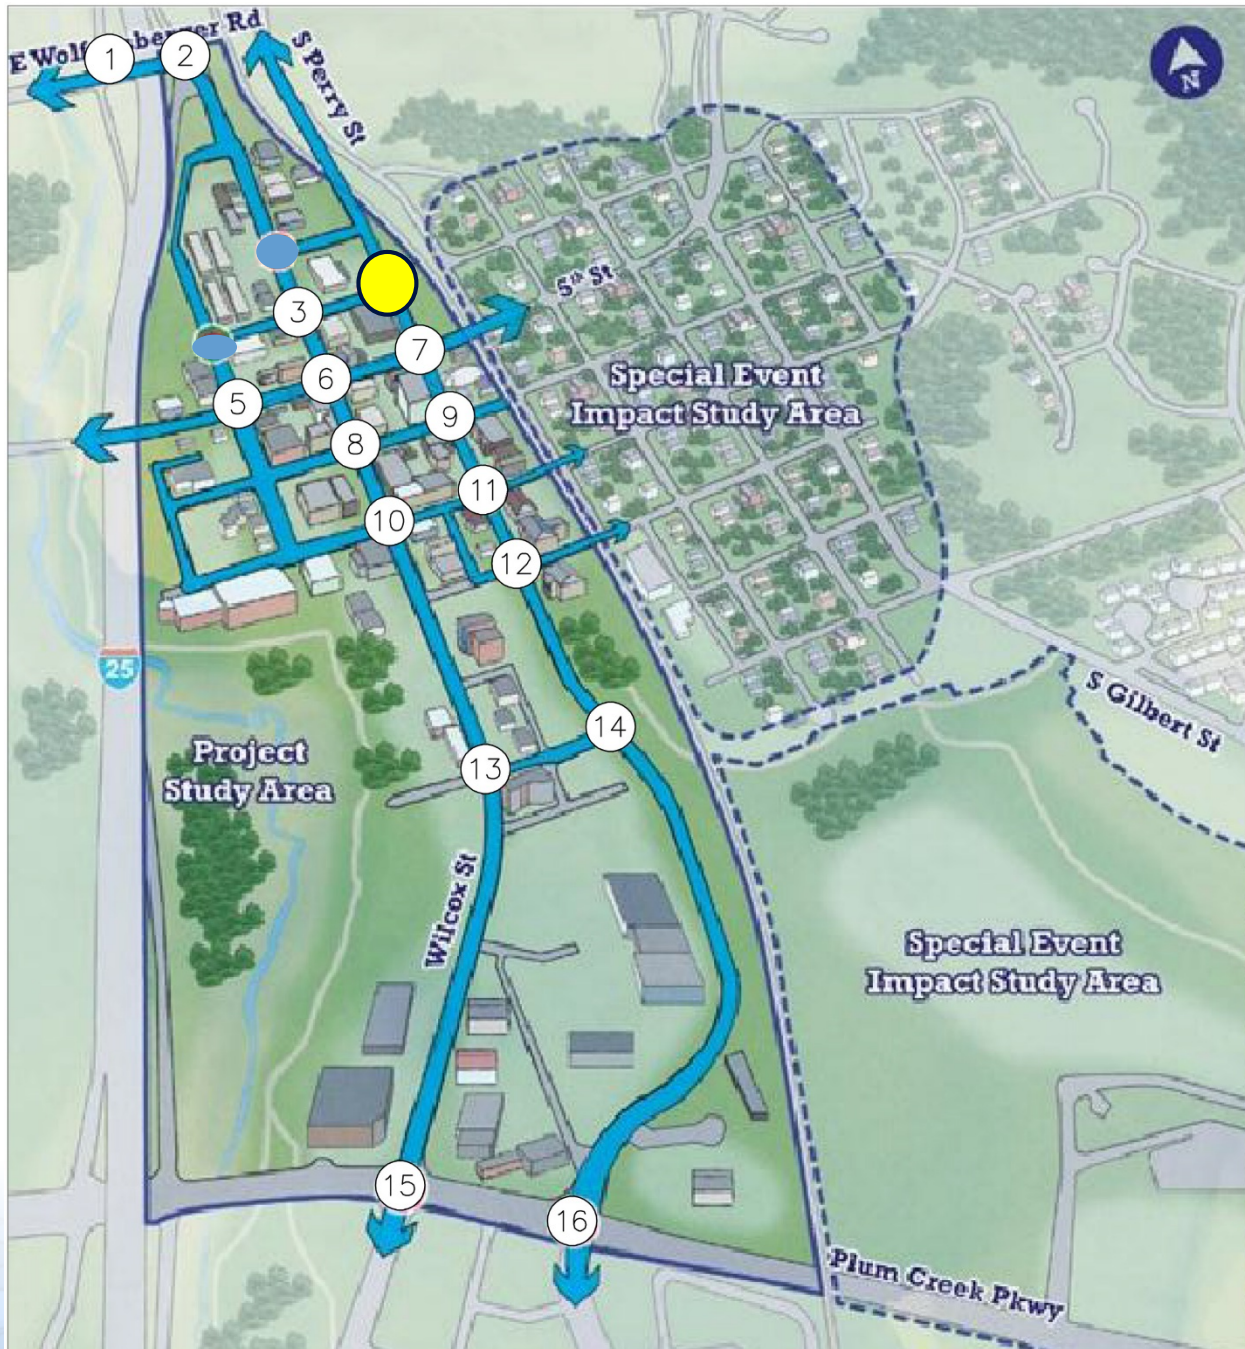 E Wolfensberger Rd
1
2
S Perry St
N
3
5th St
7
6
5
Special Event
Impact Study Area
9
8
11
10
12
25
S Gilbert St
14
Project
Study Area
13
Wilcox St
Special Event
Impact Study Area
15
16
Plum Creek Pkwy